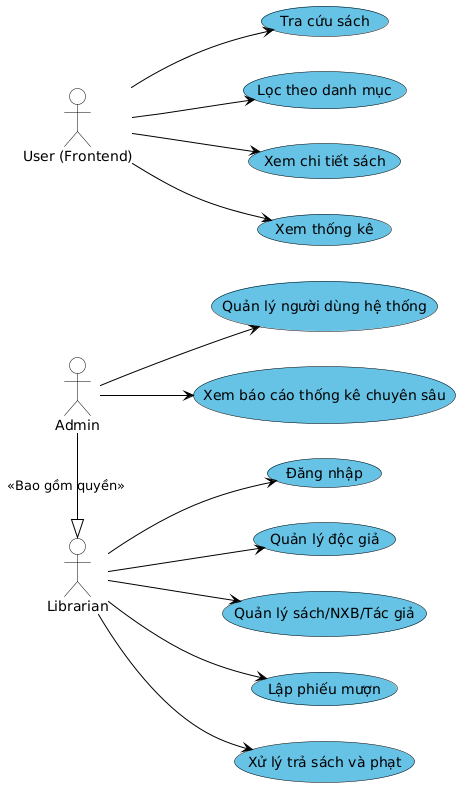 Tra cứu sách
Lọc theo danh mục
User (Frontend)
Xem chi tiết sách
Xem thống kê
Quản lý người dùng hệ thống
Xem báo cáo thống kê chuyên sâu
Admin
«Bao gồm quyền»
Đăng nhập
Quản lý độc giả
Librarian
Quản lý sách/NXB/Tác giả
Lập phiếu mượn
Xử lý trả sách và phạt